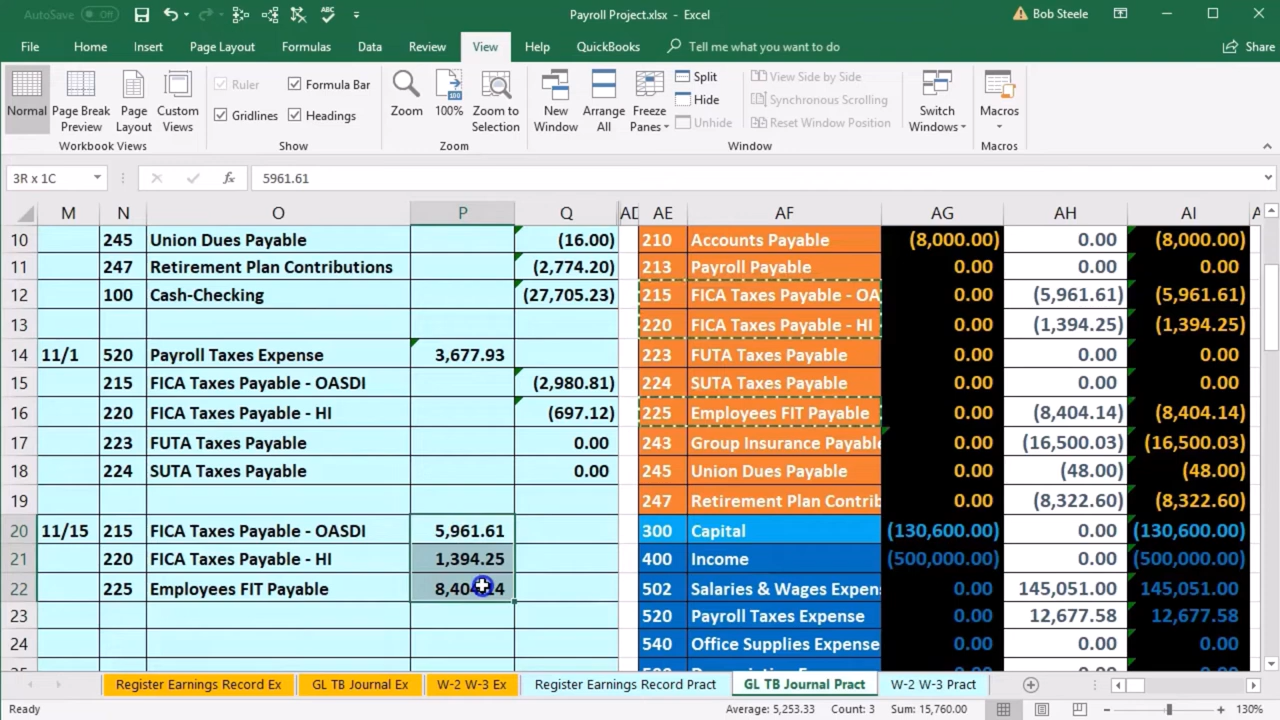 AutoSave Off Payroll Project.xlsx - Excel Bob Steele
File Home Insert Page Layout Formulas Data Review View Help QuickBooks Tell me what you want to do Share
Normal Page Break Preview Page Layout Custom Views
Workbook Views
Ruler Formula Bar
Gridlines Headings
Show
Zoom 100% Zoom to Selection
Zoom
New Window Arrange All Freeze Panes
Split
Hide
Unhide
View Side by Side
Synchronous Scrolling
Reset Window Position
Switch Windows
Window
Macros
Macros
3R x 1C fx 5961.61
M N O P Q AD AE AF AG AH AI
10 245 Union Dues Payable (16.00) 210 Accounts Payable (8,000.00) 0.00 (8,000.00)
11 247 Retirement Plan Contributions (2,774.20) 213 Payroll Payable 0.00 0.00 0.00
12 100 Cash-Checking (27,705.23) 215 FICA Taxes Payable - OA 0.00 (5,961.61) (5,961.61)
13 220 FICA Taxes Payable - HI 0.00 (1,394.25) (1,394.25)
14 11/1 520 Payroll Taxes Expense 3,677.93 223 FUTA Taxes Payable 0.00 0.00 0.00
15 215 FICA Taxes Payable - OASDI (2,980.81) 224 SUTA Taxes Payable 0.00 0.00 0.00
16 220 FICA Taxes Payable - HI (697.12) 225 Employees FIT Payable 0.00 (8,404.14) (8,404.14)
17 223 FUTA Taxes Payable 0.00 243 Group Insurance Payabl 0.00 (16,500.03) (16,500.03)
18 224 SUTA Taxes Payable 0.00 245 Union Dues Payable 0.00 (48.00) (48.00)
19 247 Retirement Plan Contrib 0.00 (8,322.60) (8,322.60)
20 11/15 215 FICA Taxes Payable - OASDI 5,961.61 300 Capital (130,600.00) 0.00 (130,600.00)
21 220 FICA Taxes Payable - HI 1,394.25 400 Income (500,000.00) 0.00 (500,000.00)
22 225 Employees FIT Payable 8,404.14 502 Salaries & Wages Expen 0.00 145,051.00 145,051.00
23 520 Payroll Taxes Expense 0.00 12,677.58 12,677.58
24 540 Office Supplies Expense 0.00 0.00 0.00
Register Earnings Record Ex GL TB Journal Ex W-2 W-3 Ex Register Earnings Record Pract GL TB Journal Pract W-2 W-3 Pract
Ready Average: 5,253.33 Count: 3 Sum: 15,760.00 130%